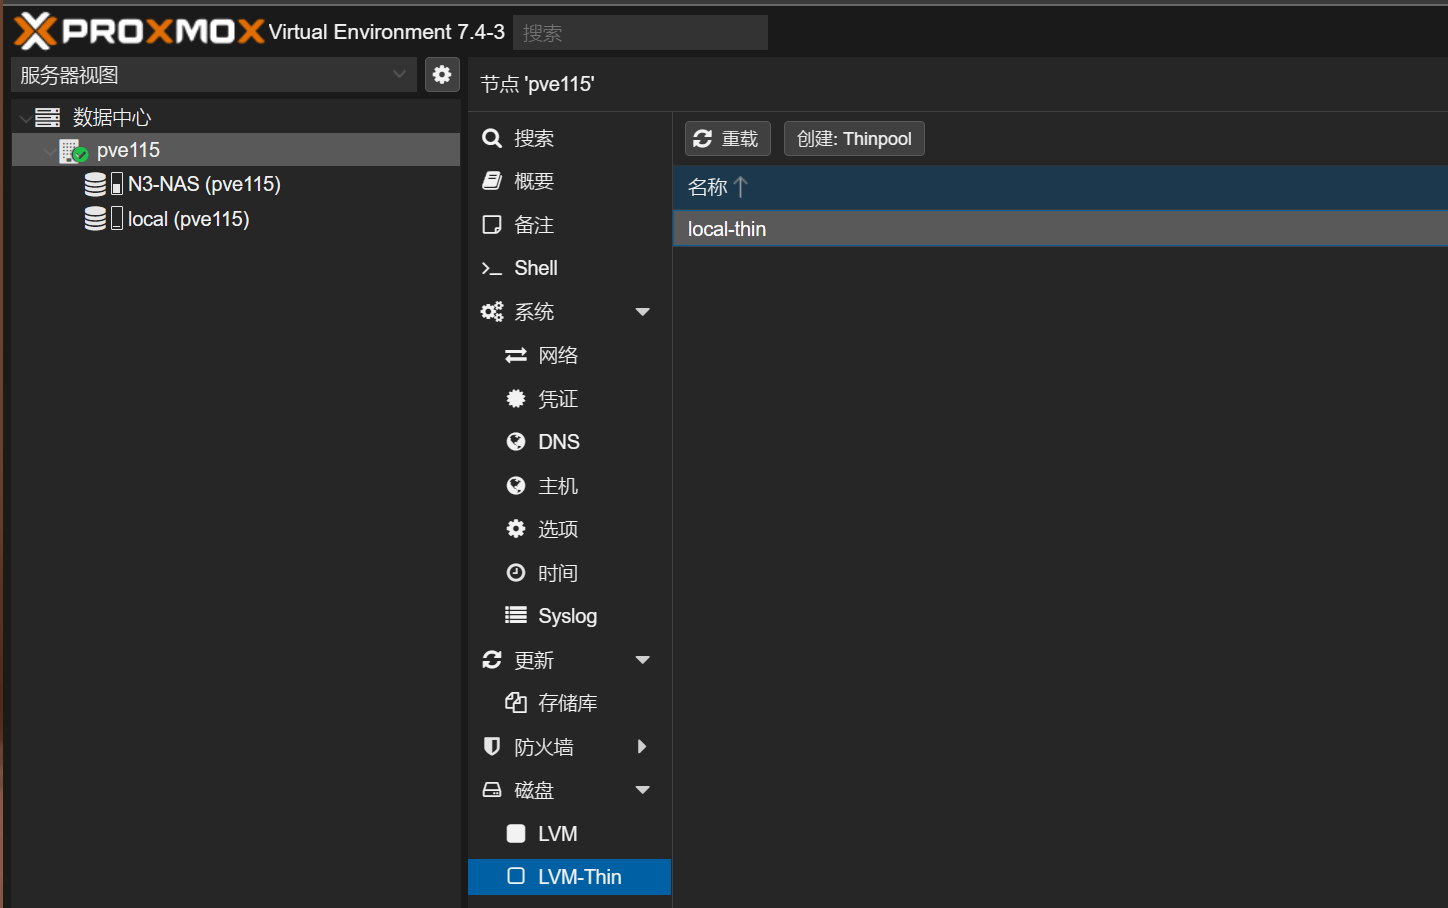 PROXMOX Virtual Environment 7.4-3 搜索
服务器视图
数据中心
pve115
N3-NAS (pve115)
local (pve115)
节点 'pve115'
搜索
概要
备注
Shell
系统
网络
凭证
DNS
主机
选项
时间
Syslog
更新
存储库
防火墙
磁盘
LVM
LVM-Thin
重载 创建: Thinpool
名称
local-thin